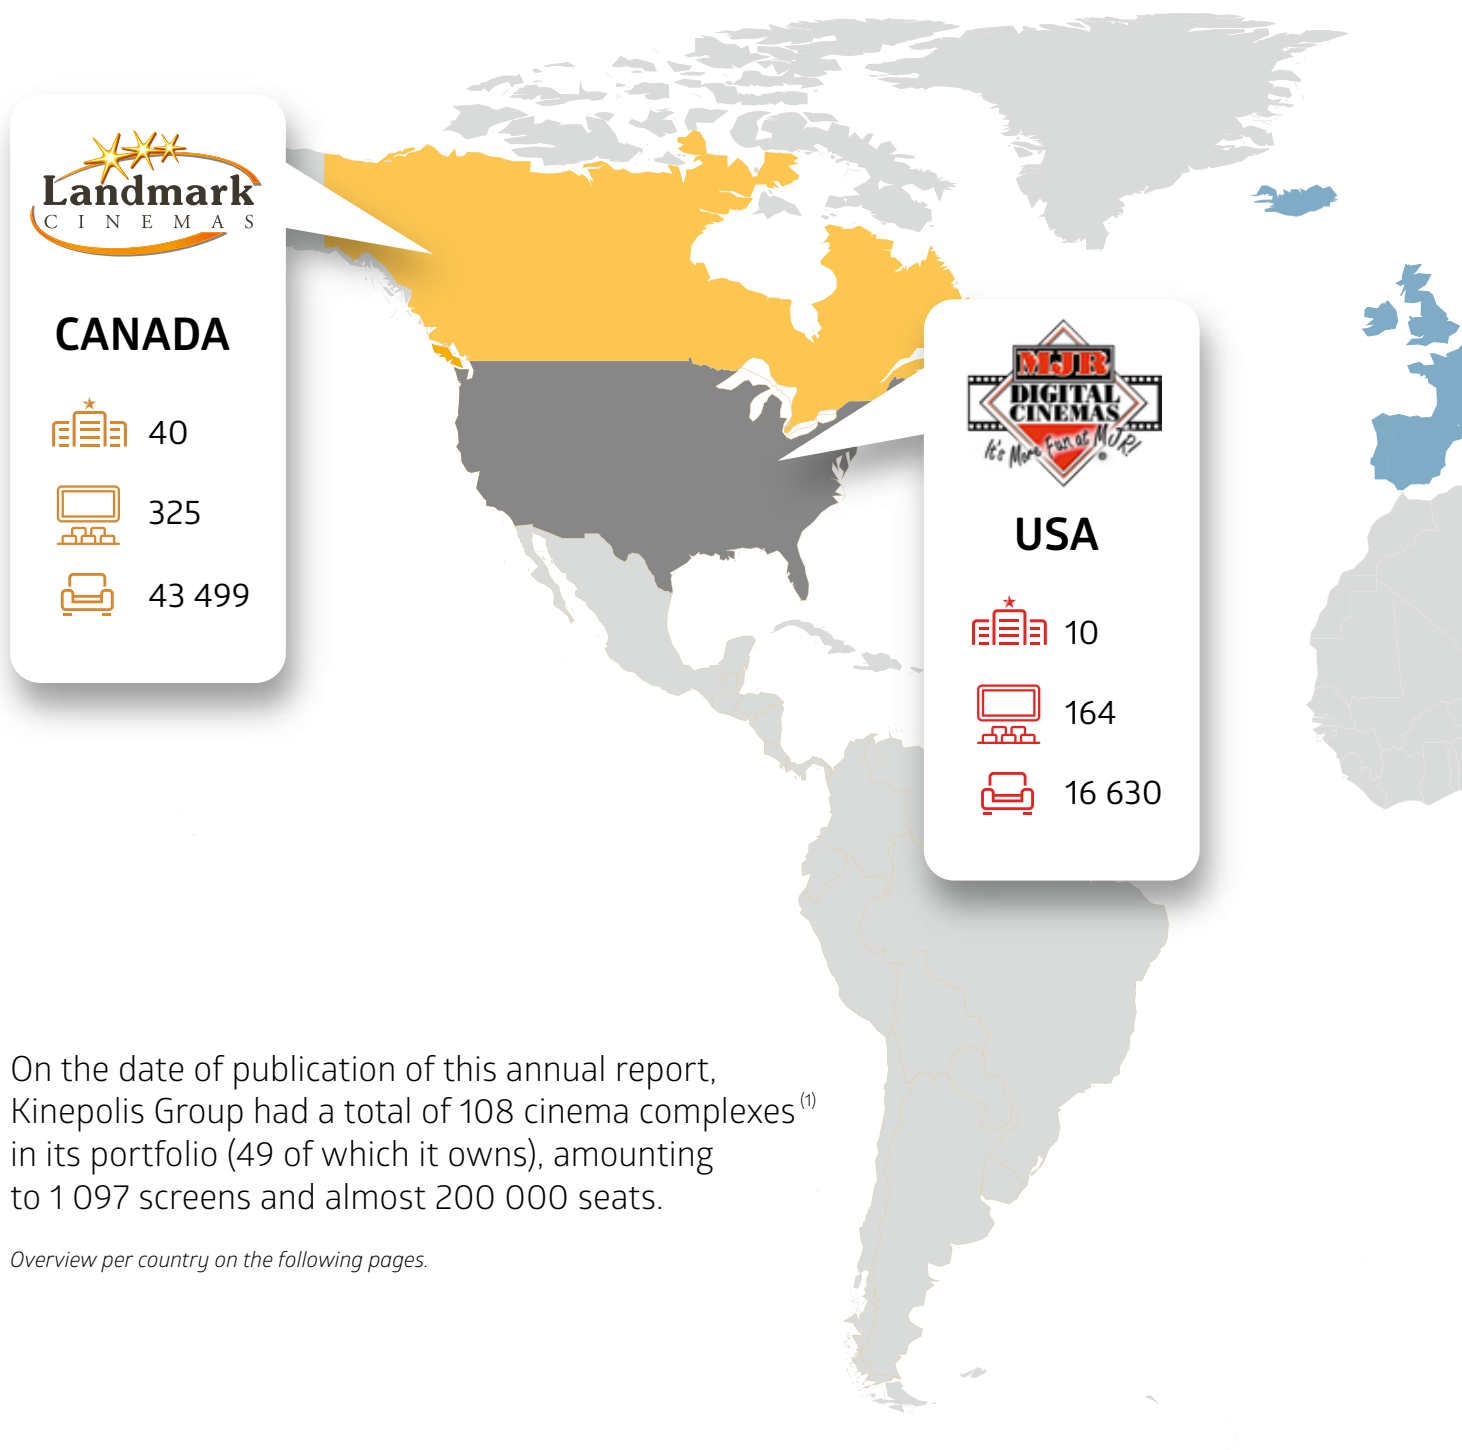 Landmark
CINEMAS
CANADA
40
325
43 499
MJR
DIGITAL
CINEMAS
It's More Fun at MJR!
®
USA
10
164
16 630
On the date of publication of this annual report,
Kinepolis Group had a total of 108 cinema complexes (1)
in its portfolio (49 of which it owns), amounting
to 1 097 screens and almost 200 000 seats.
Overview per country on the following pages.